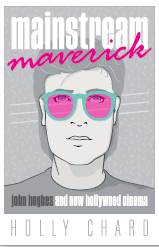 mainstream
maverick
john hughes and new hollywood cinema
HOLLY CHARD